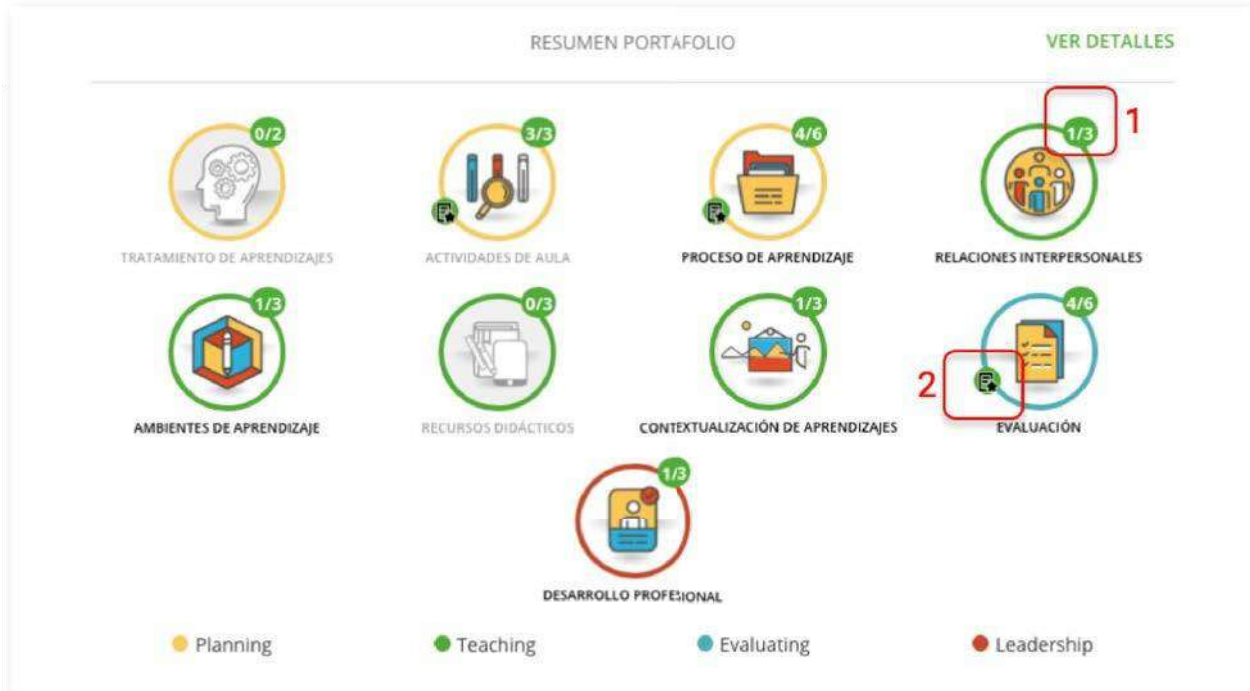 RESUMEN PORTAFOLIO
VER DETALLES
0/2
3/3
4/6
1/3
1
TRATAMIENTO DE APRENDIZAJES
ACTIVIDADES DE AULA
PROCESO DE APRENDIZAJE
RELACIONES INTERPERSONALES
1/3
0/3
1/3
4/6
2
AMBIENTES DE APRENDIZAJE
RECURSOS DIDÁCTICOS
CONTEXTUALIZACIÓN DE APRENDIZAJES
EVALUACIÓN
1/3
DESARROLLO PROFESIONAL
Planning
Teaching
Evaluating
Leadership